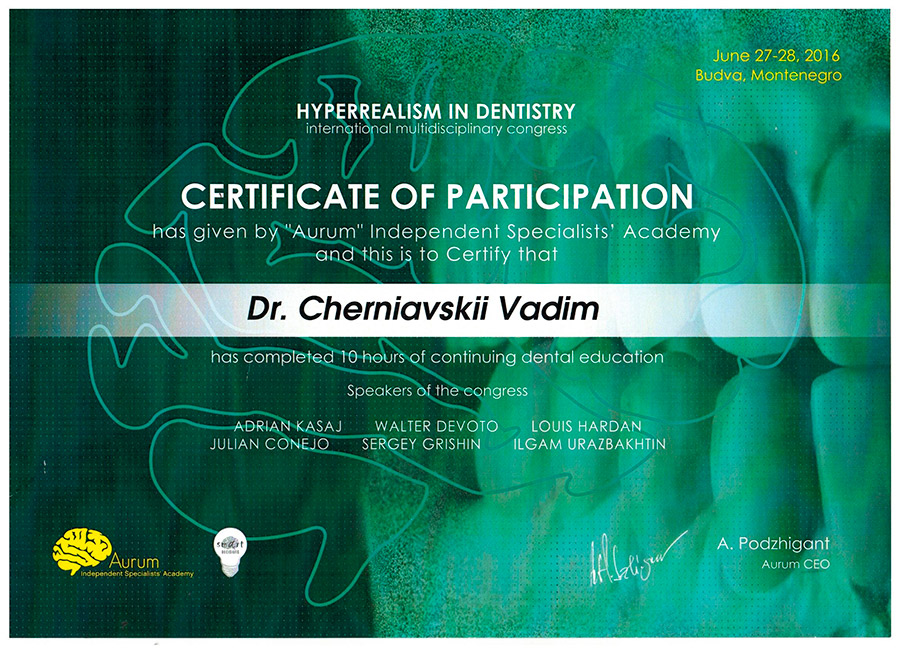 June 27-28, 2016
Budva, Montenegro
HYPERREALISM IN DENTISTRY
international multidisciplinary congress
CERTIFICATE OF PARTICIPATION
has given by "Aurum" Independent Specialists' Academy
and this is to Certify that
Dr. Cherniavskii Vadim
has completed 10 hours of continuing dental education
Speakers of the congress
ADRIAN KASAJ WALTER DEVOTO LOUIS HARDAN
JULIAN CONEJO SERGEY GRISHIN ILGAM URAZBAKHTIN
Aurum
Independent Specialists' Academy
smart
A. Podzhigant
Aurum CEO